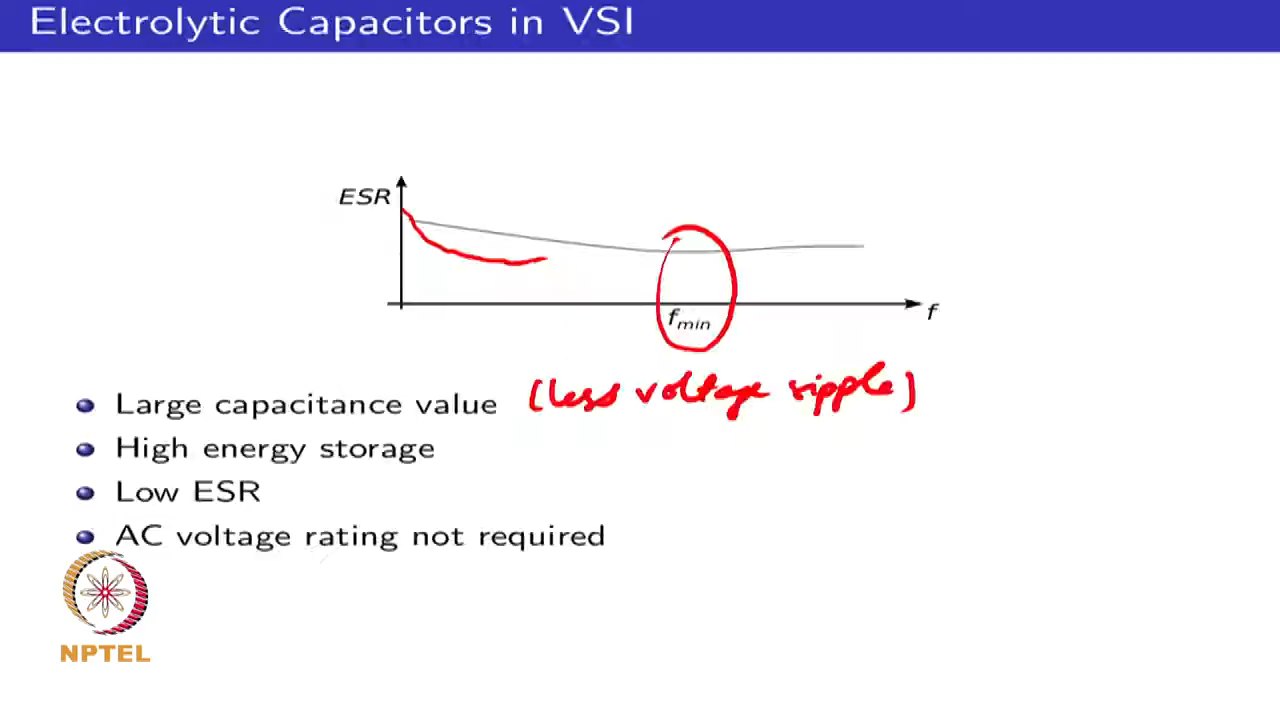 Electrolytic Capacitors in VSI
ESR
f
fmin
Large capacitance value (less voltage ripple)
High energy storage
Low ESR
AC voltage rating not required
NPTEL